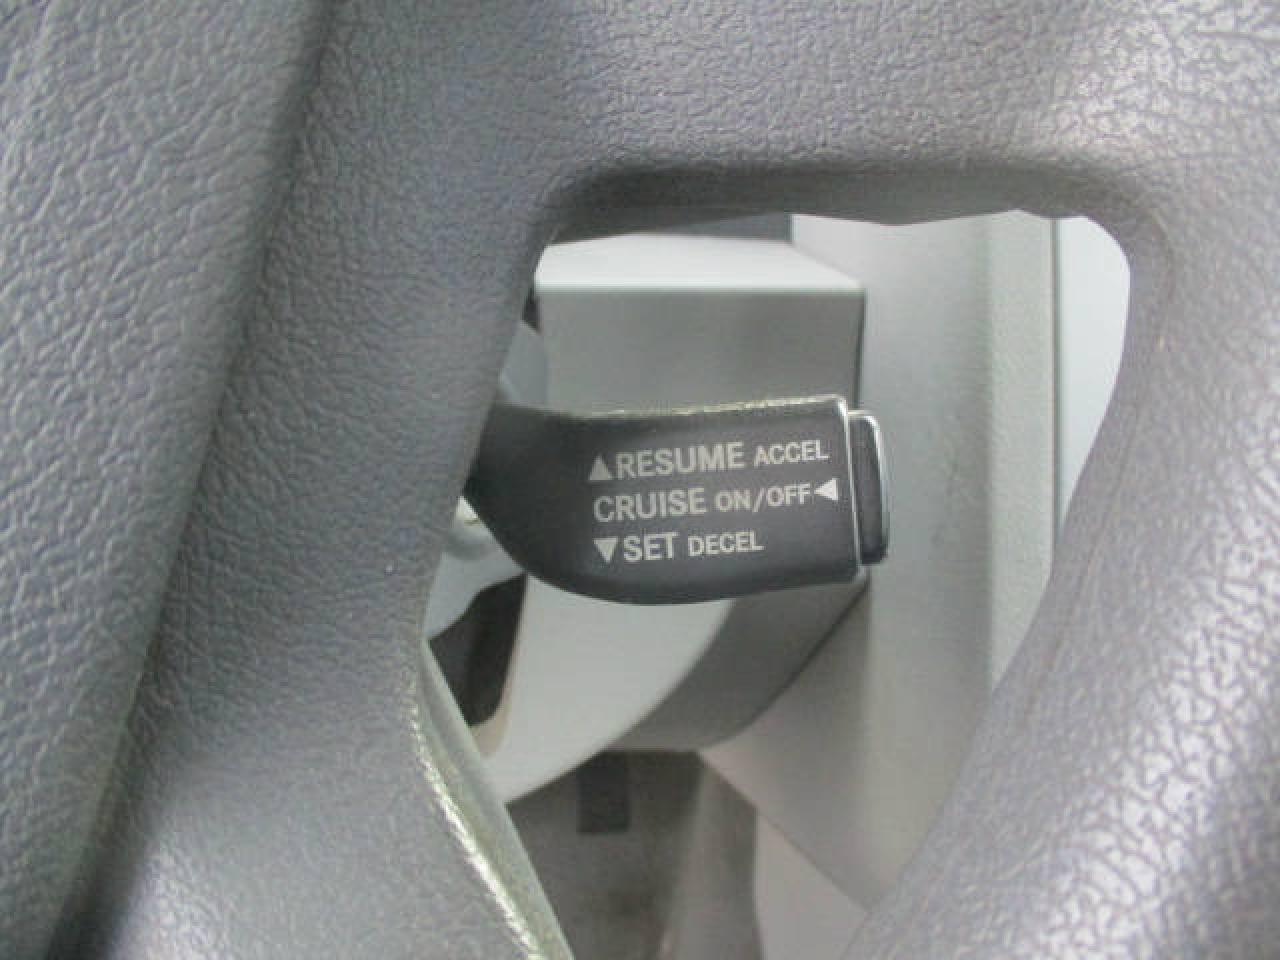 ▲RESUME ACCEL
CRUISE ON/OFF◀
▼SET DECEL